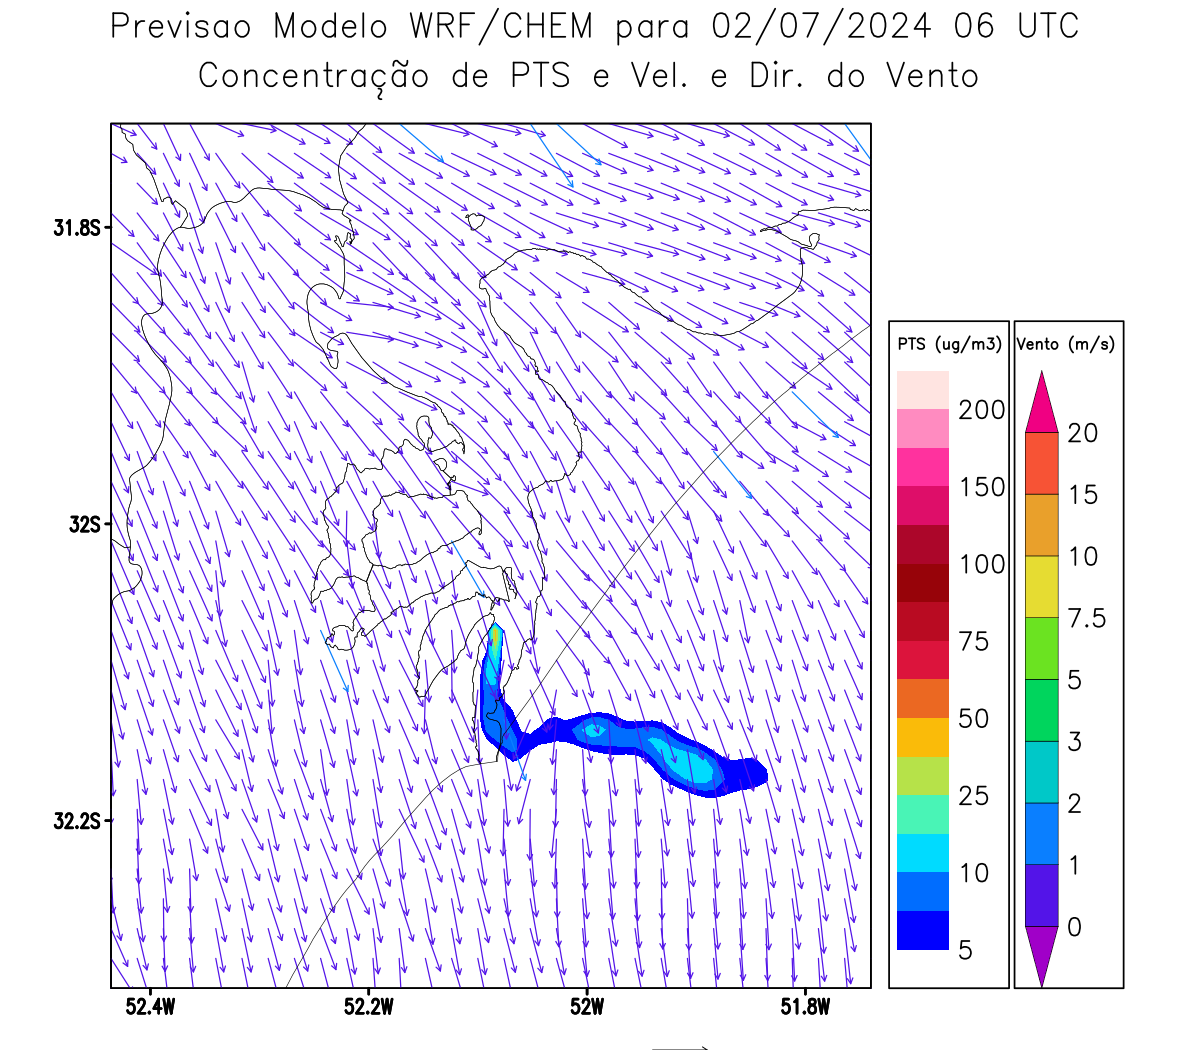 Previsao Modelo WRF/CHEM para 02/07/2024 06 UTC
Concentração de PTS e Vel. e Dir. do Vento
31.8S
32S
32.2S
52.4W
52.2W
52W
51.8W
PTS (ug/m3)
200
150
100
75
50
25
10
5
Vento (m/s)
20
15
10
7.5
5
3
2
1
0